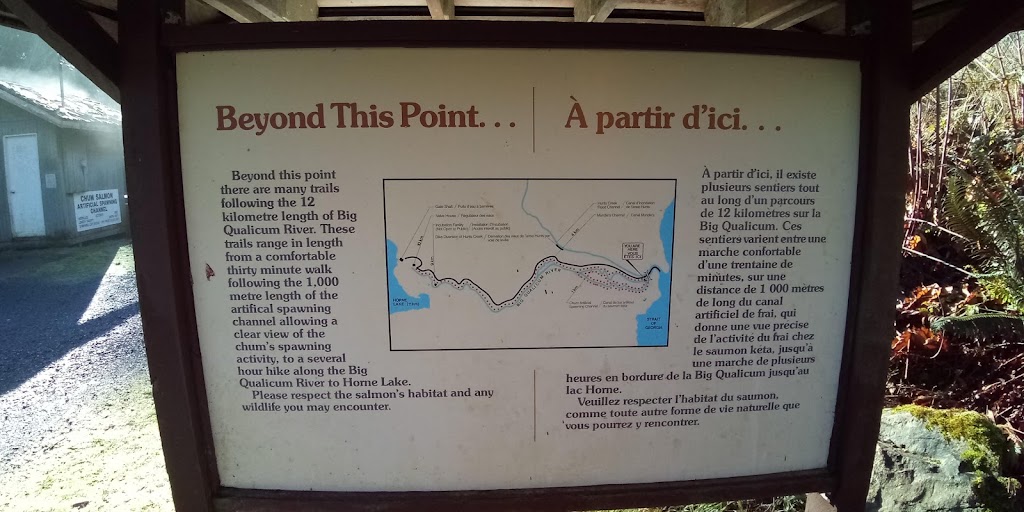 Beyond This Point. . .
Beyond this point
there are many trails
following the 12
kilometre length of Big
Qualicum River. These
trails range in length
from a comfortable
thirty minute walk
following the 1,000
metre length of the
artifical spawning
channel allowing a
clear view of the
chum's spawning
activity, to a several
hour hike along the Big
Qualicum River to Horne Lake.
Please respect the salmon's habitat and any
wildlife you may encounter.
À partir d'ici. . .
À partir d'ici, il existe
plusieurs sentiers tout
au long d'un parcours
de 12 kilomètres sur la
Big Qualicum. Ces
sentiers varient entre une
marche confortable
d'une trentaine de
minutes, sur une
distance de 1 000 mètres
de long du canal
artificiel de frai, qui
donne une vue precise
de l'activité du frai chez
le saumon kéta, jusqu'à
une marche de plusieurs
heures en bordure de la Big Qualicum jusqu'au
lac Horne.
Veuillez respecter l'habitat du saumon,
comme toute autre forme de vie naturelle que
vous pourrez y rencontrer.
HORNE
LAKE
STRAIT
OF
GEORGIA
CHUM SALMON
ARTIFICIAL SPAWNING
CHANNEL